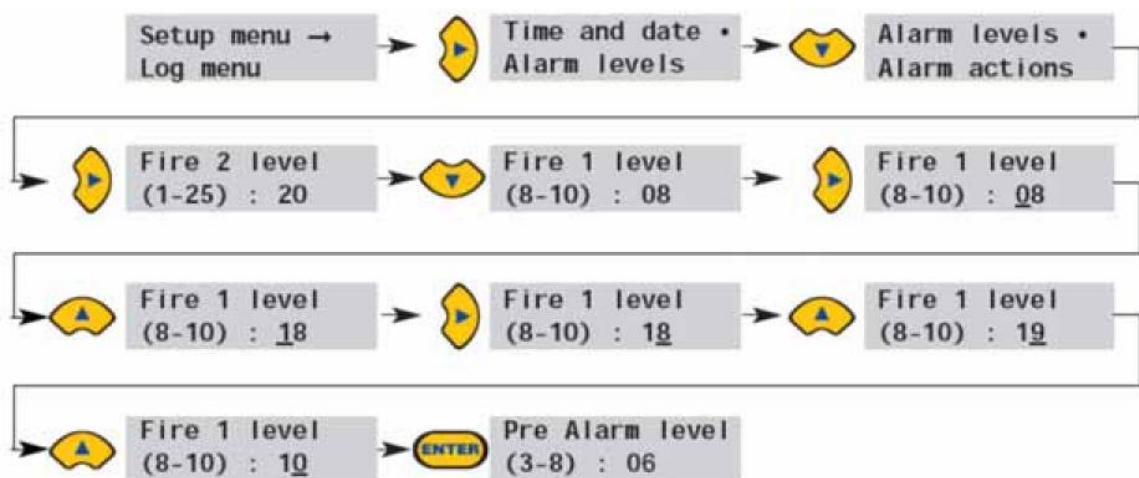 Setup menu →
Log menu
Time and date •
Alarm levels
Alarm levels •
Alarm actions
Fire 2 level
(1-25) : 20
Fire 1 level
(8-10) : 08
Fire 1 level
(8-10) : 08
Fire 1 level
(8-10) : 18
Fire 1 level
(8-10) : 18
Fire 1 level
(8-10) : 19
Fire 1 level
(8-10) : 10
ENTER
Pre Alarm level
(3-8) : 06